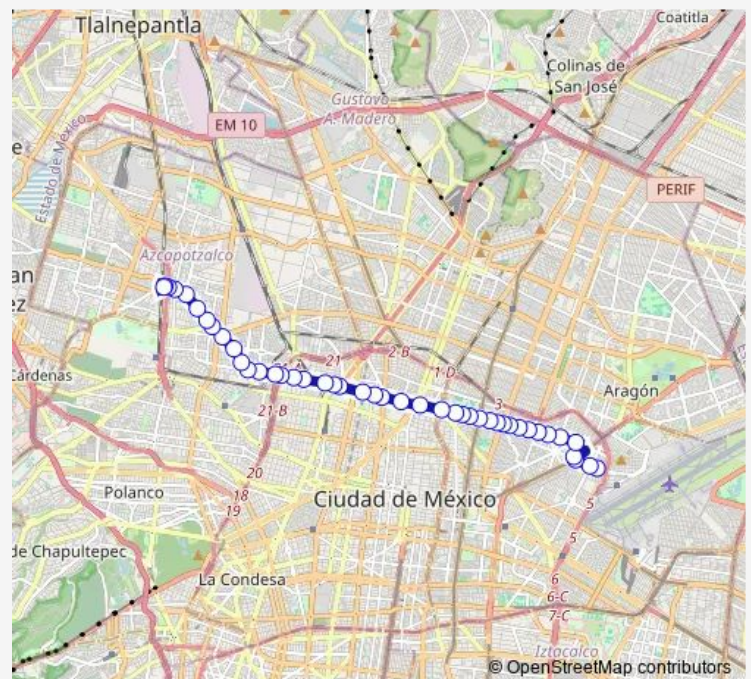 Tlalnepantla
Coatitla
Colinas de
San José
Gustavo
A. Madero
EM 10
Estado de México
PERIF
Azcapotzalco
an
ez
21
2-B
1-D
3
Cárdenas
Aragón
21-B
20
18
19
Polanco
Ciudad de México
5
5
de Chapultepec
La Condesa
6
6-C
7-C
Iztacalco
© OpenStreetMap contributors